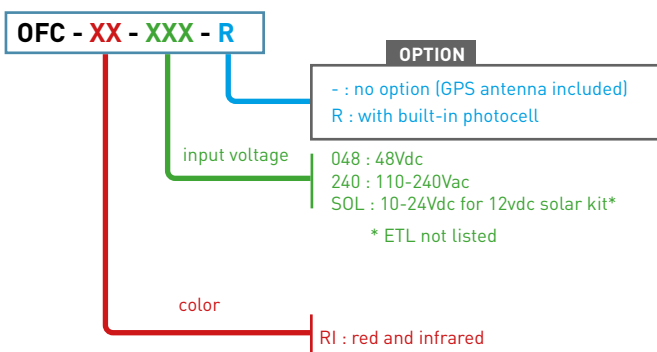 OFC - XX - XXX - R
OPTION
- : no option (GPS antenna included)
R : with built-in photocell
input voltage
048 : 48Vdc
240 : 110-240Vac
SOL : 10-24Vdc for 12vdc solar kit*
* ETL not listed
color
RI : red and infrared